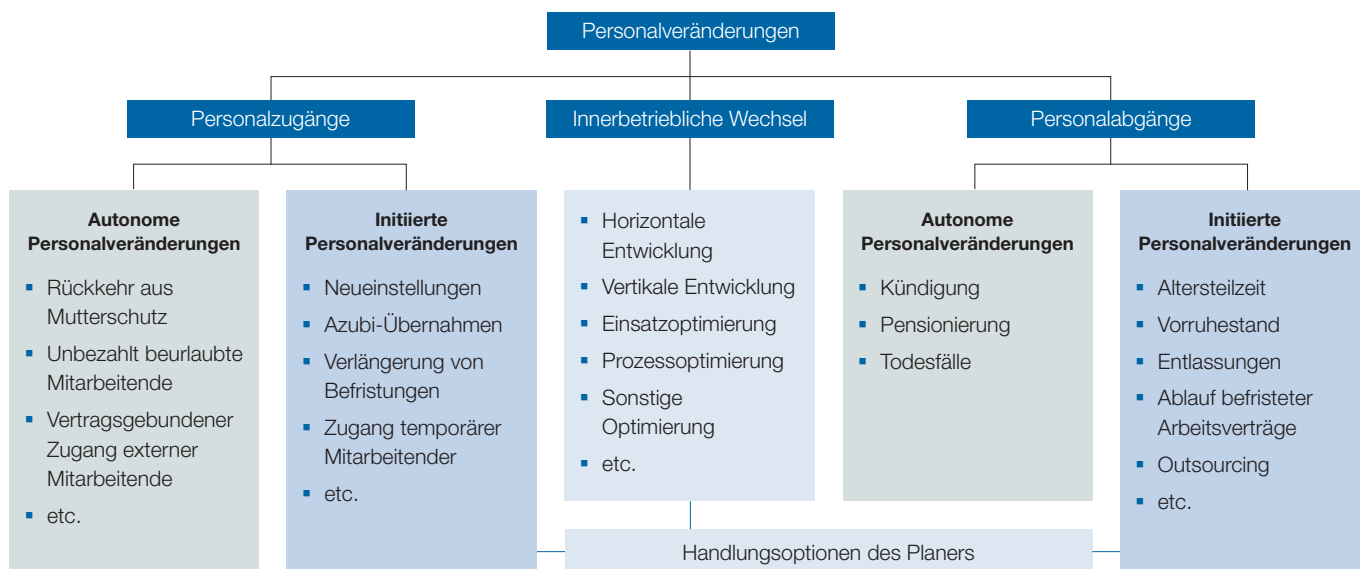 Personalveränderungen
Personalzugänge
Innerbetriebliche Wechsel
Personalabgänge
Autonome
Personalveränderungen
▪ Rückkehr aus
Mutterschutz
▪ Unbezahlt beurlaubte
Mitarbeitende
▪ Vertragsgebundener
Zugang externer
Mitarbeitende
▪ etc.
Initiierte
Personalveränderungen
▪ Neueinstellungen
▪ Azubi-Übernahmen
▪ Verlängerung von
Befristungen
▪ Zugang temporärer
Mitarbeitender
▪ etc.
▪ Horizontale
Entwicklung
▪ Vertikale Entwicklung
▪ Einsatzoptimierung
▪ Prozessoptimierung
▪ Sonstige
Optimierung
▪ etc.
Autonome
Personalveränderungen
▪ Kündigung
▪ Pensionierung
▪ Todesfälle
Initiierte
Personalveränderungen
▪ Altersteilzeit
▪ Vorruhestand
▪ Entlassungen
▪ Ablauf befristeter
Arbeitsverträge
▪ Outsourcing
▪ etc.
Handlungsoptionen des Planers